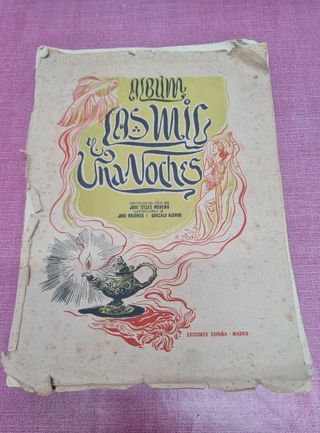 ALBUM
LAS MIL
Y
Una Noches
ADAPTACION DEL TEXTO POR
JOSE TELLEZ MORENO
ILUSTRACIONES DE
JOSE BRIONES Y GONZALO ALONSO
EDICIONES ESPAÑA - MADRID